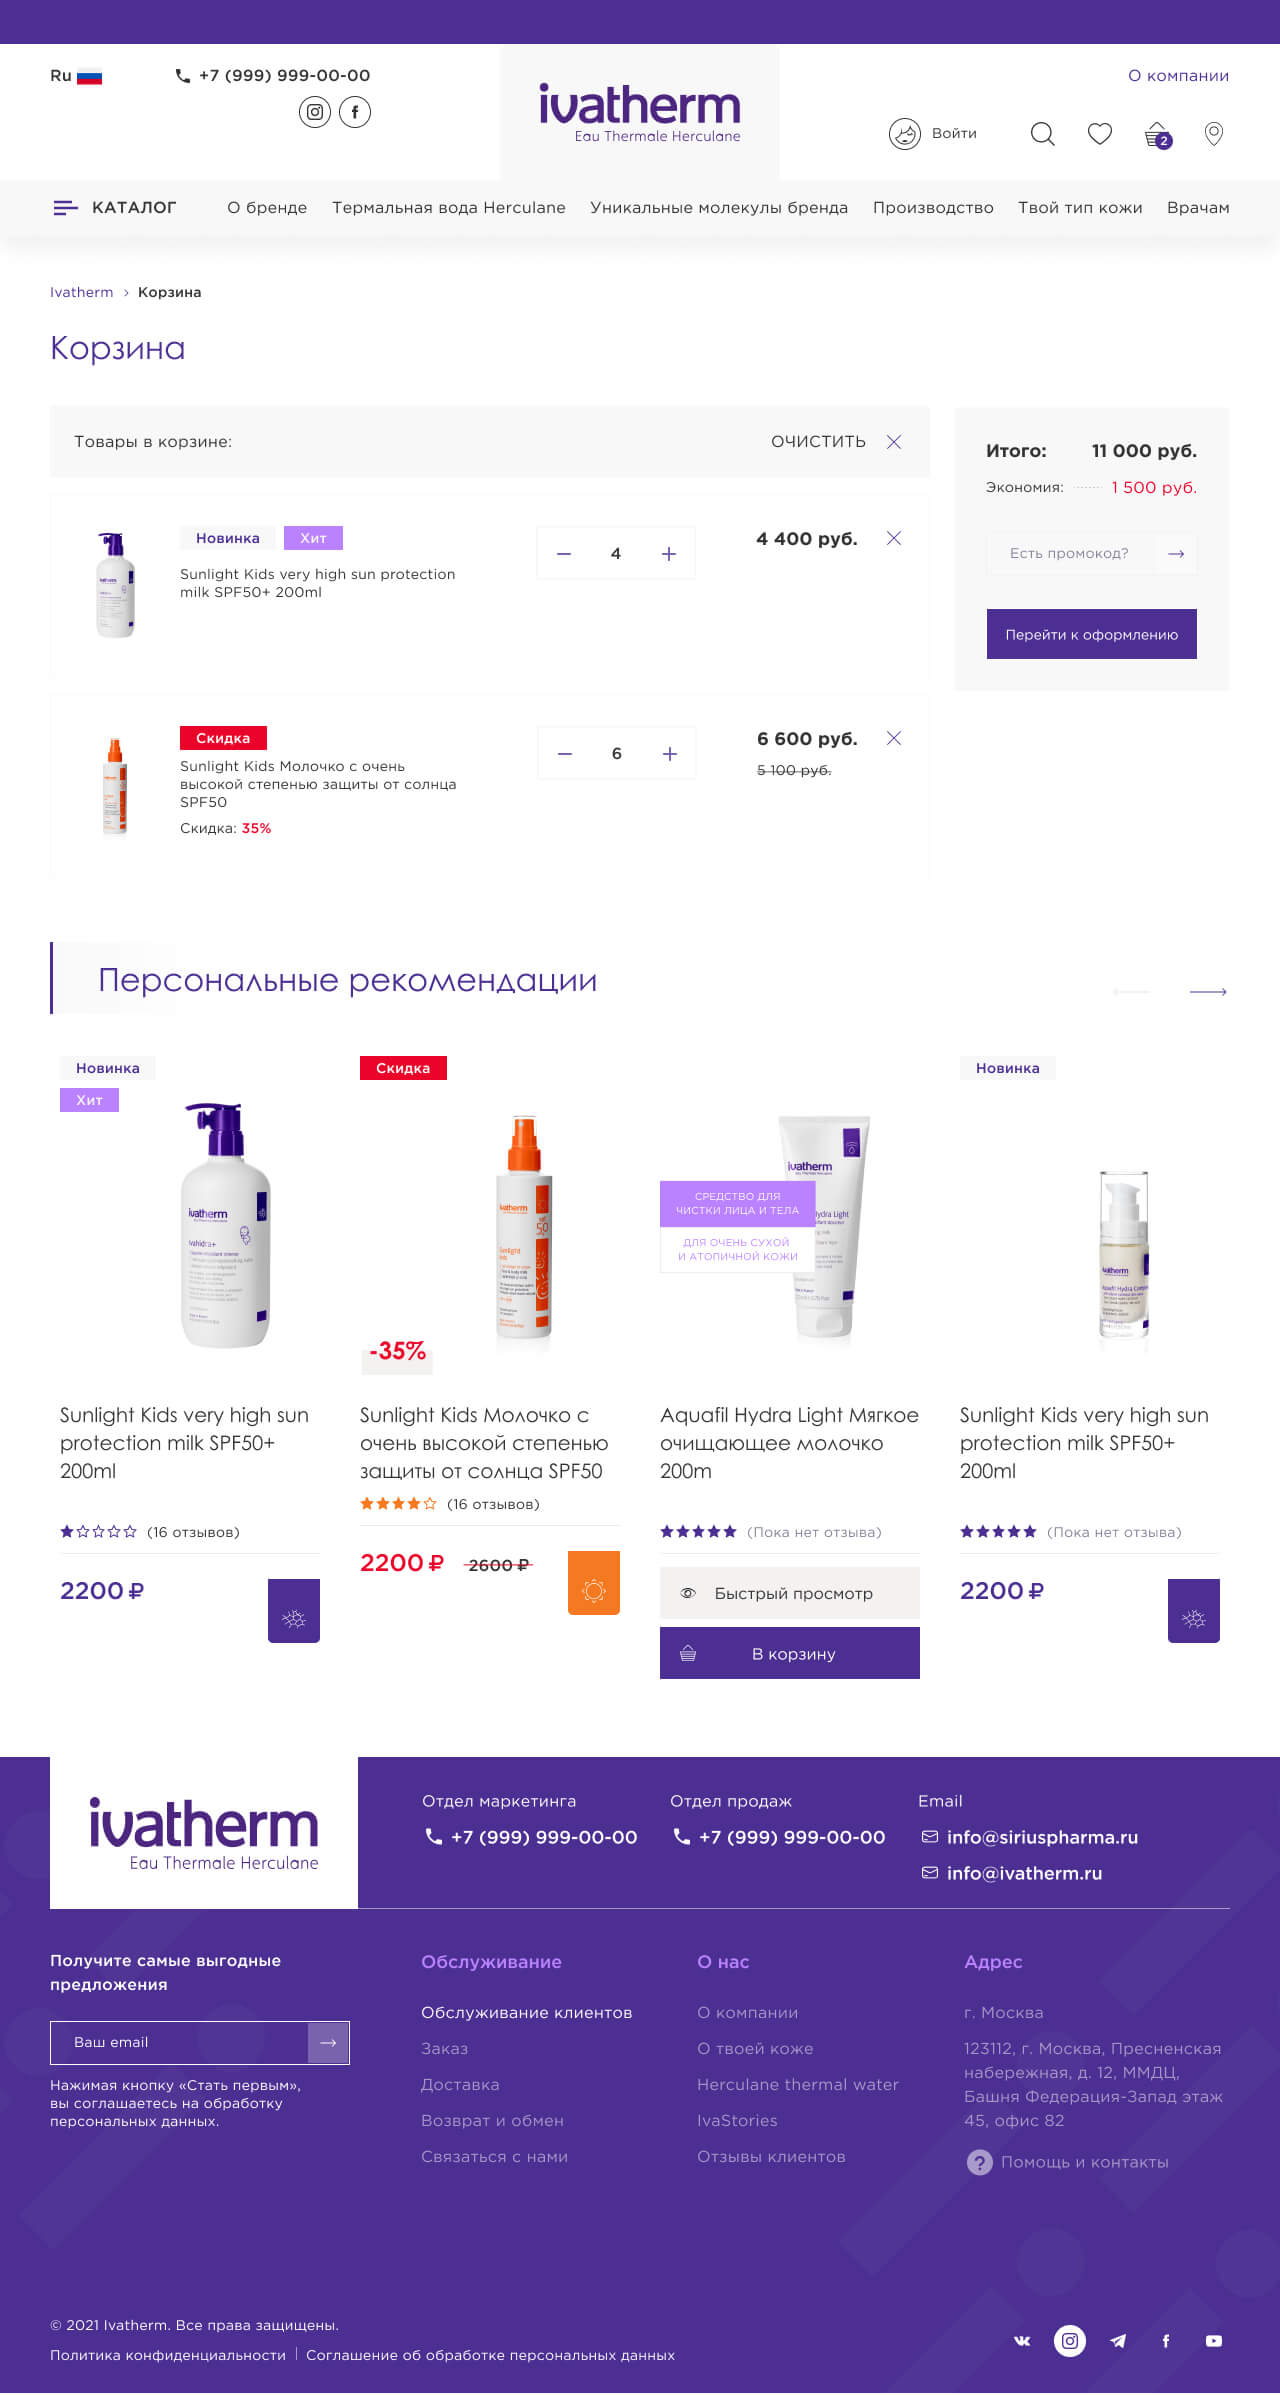 Ru
+7 (999) 999-00-00
ivatherm
Eau Thermale Herculane
О компании
Войти
2
КАТАЛОГ
О бренде
Термальная вода Herculane
Уникальные молекулы бренда
Производство
Твой тип кожи
Врачам
Ivatherm > Корзина
Корзина
Товары в корзине:
ОЧИСТИТЬ
Новинка
Хит
Sunlight Kids very high sun protection
milk SPF50+ 200ml
4
4 400 руб.
Скидка
Sunlight Kids Молочко с очень
высокой степенью защиты от солнца
SPF50
Скидка: 35%
6
6 600 руб.
5 100 руб.
Итого: 11 000 руб.
Экономия: 1 500 руб.
Есть промокод?
Перейти к оформлению
Персональные рекомендации
Новинка
Хит
ivatherm
ivahidra+
Sunlight Kids very high sun
protection milk SPF50+
200ml
(16 отзывов)
2200 ₽
Скидка
ivatherm
Sunlight
50
-35%
Sunlight Kids Молочко с
очень высокой степенью
защиты от солнца SPF50
(16 отзывов)
2200 ₽
2600 ₽
ivatherm
Hydra Light
СРЕДСТВО ДЛЯ
ЧИСТКИ ЛИЦА И ТЕЛА
ДЛЯ ОЧЕНЬ СУХОЙ
И АТОПИЧНОЙ КОЖИ
Aquafil Hydra Light Мягкое
очищающее молочко
200m
(Пока нет отзыва)
Быстрый просмотр
В корзину
Новинка
ivatherm
Sunlight Kids very high sun
protection milk SPF50+
200ml
(Пока нет отзыва)
2200 ₽
ivatherm
Eau Thermale Herculane
Отдел маркетинга
+7 (999) 999-00-00
Отдел продаж
+7 (999) 999-00-00
Email
info@siriuspharma.ru
info@ivatherm.ru
Получите самые выгодные
предложения
Ваш email
Нажимая кнопку «Стать первым»,
вы соглашаетесь на обработку
персональных данных.
Обслуживание
Обслуживание клиентов
Заказ
Доставка
Возврат и обмен
Связаться с нами
О нас
О компании
О твоей коже
Herculane thermal water
IvaStories
Отзывы клиентов
Адрес
г. Москва
123112, г. Москва, Пресненская
набережная, д. 12, ММДЦ,
Башня Федерация-Запад этаж
45, офис 82
Помощь и контакты
© 2021 Ivatherm. Все права защищены.
Политика конфиденциальности | Соглашение об обработке персональных данных